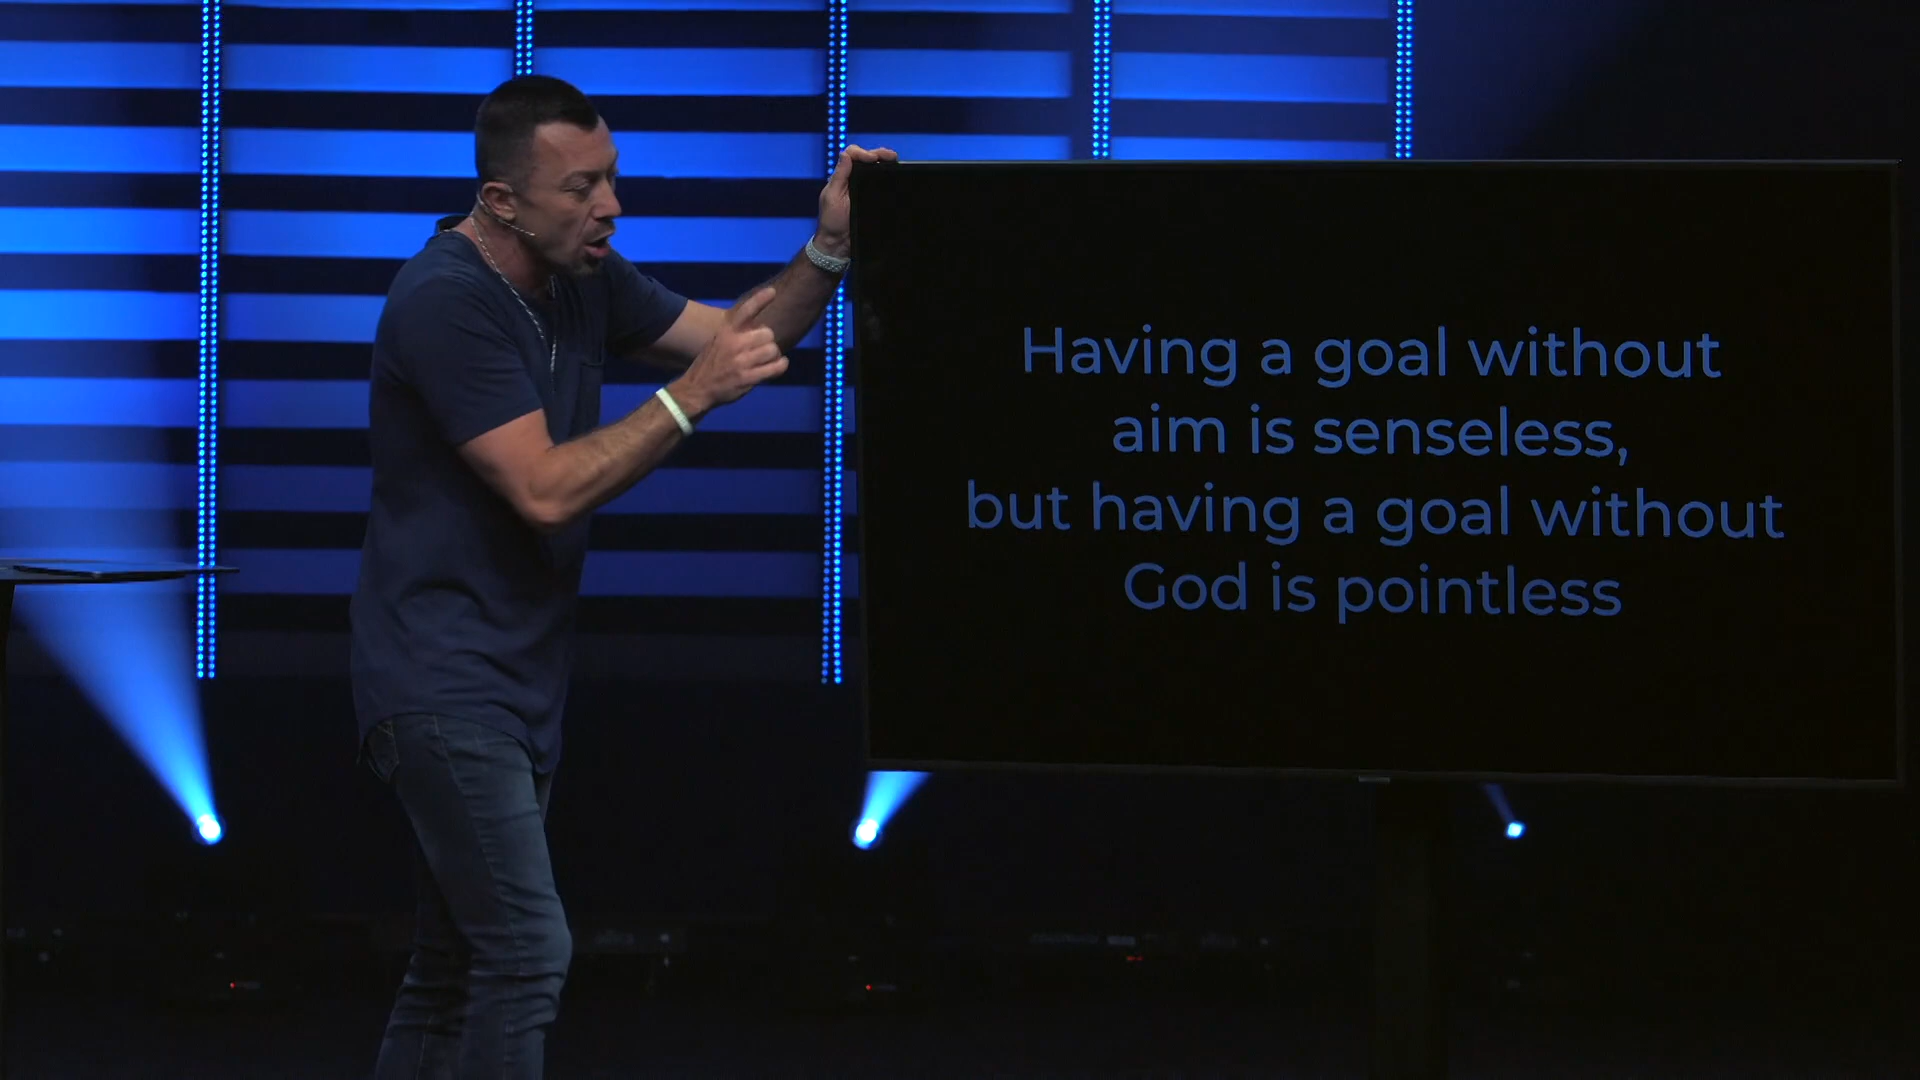 Having a goal without
aim is senseless,
but having a goal without
God is pointless